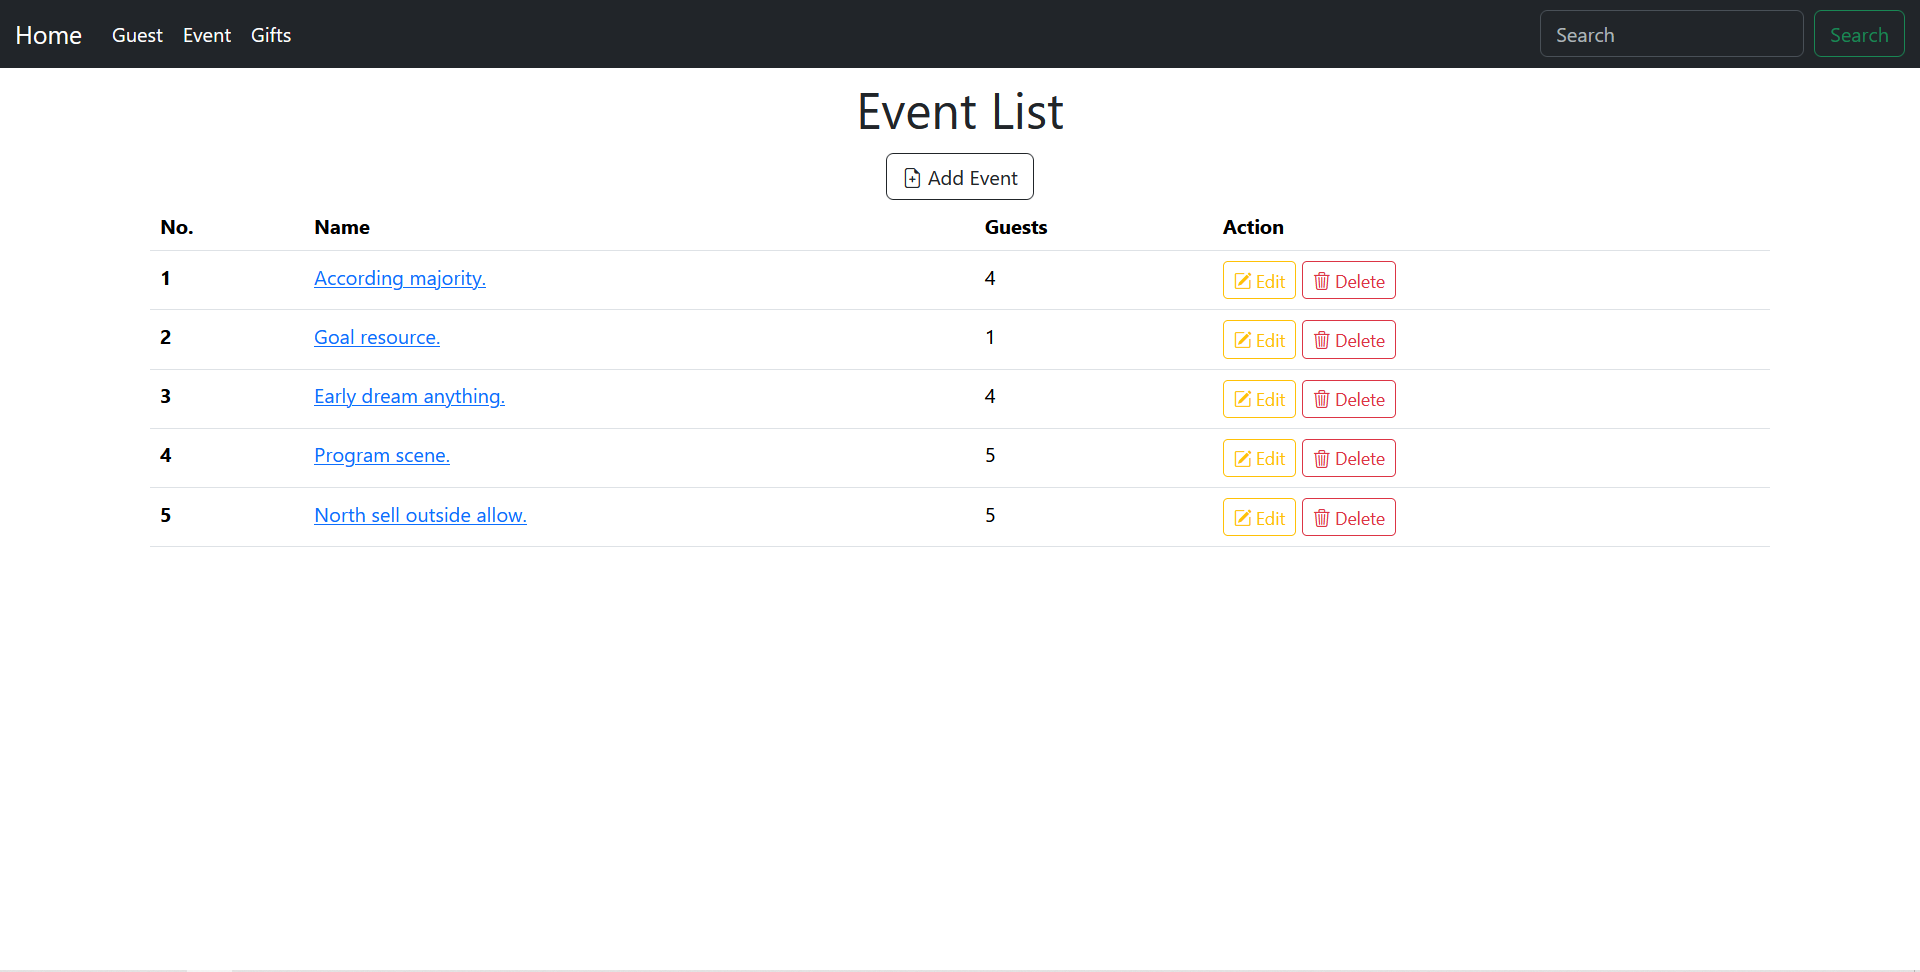 Home Guest Event Gifts Search Search
Event List
Add Event
No. Name Guests Action
1 According majority. 4 Edit Delete
2 Goal resource. 1 Edit Delete
3 Early dream anything. 4 Edit Delete
4 Program scene. 5 Edit Delete
5 North sell outside allow. 5 Edit Delete